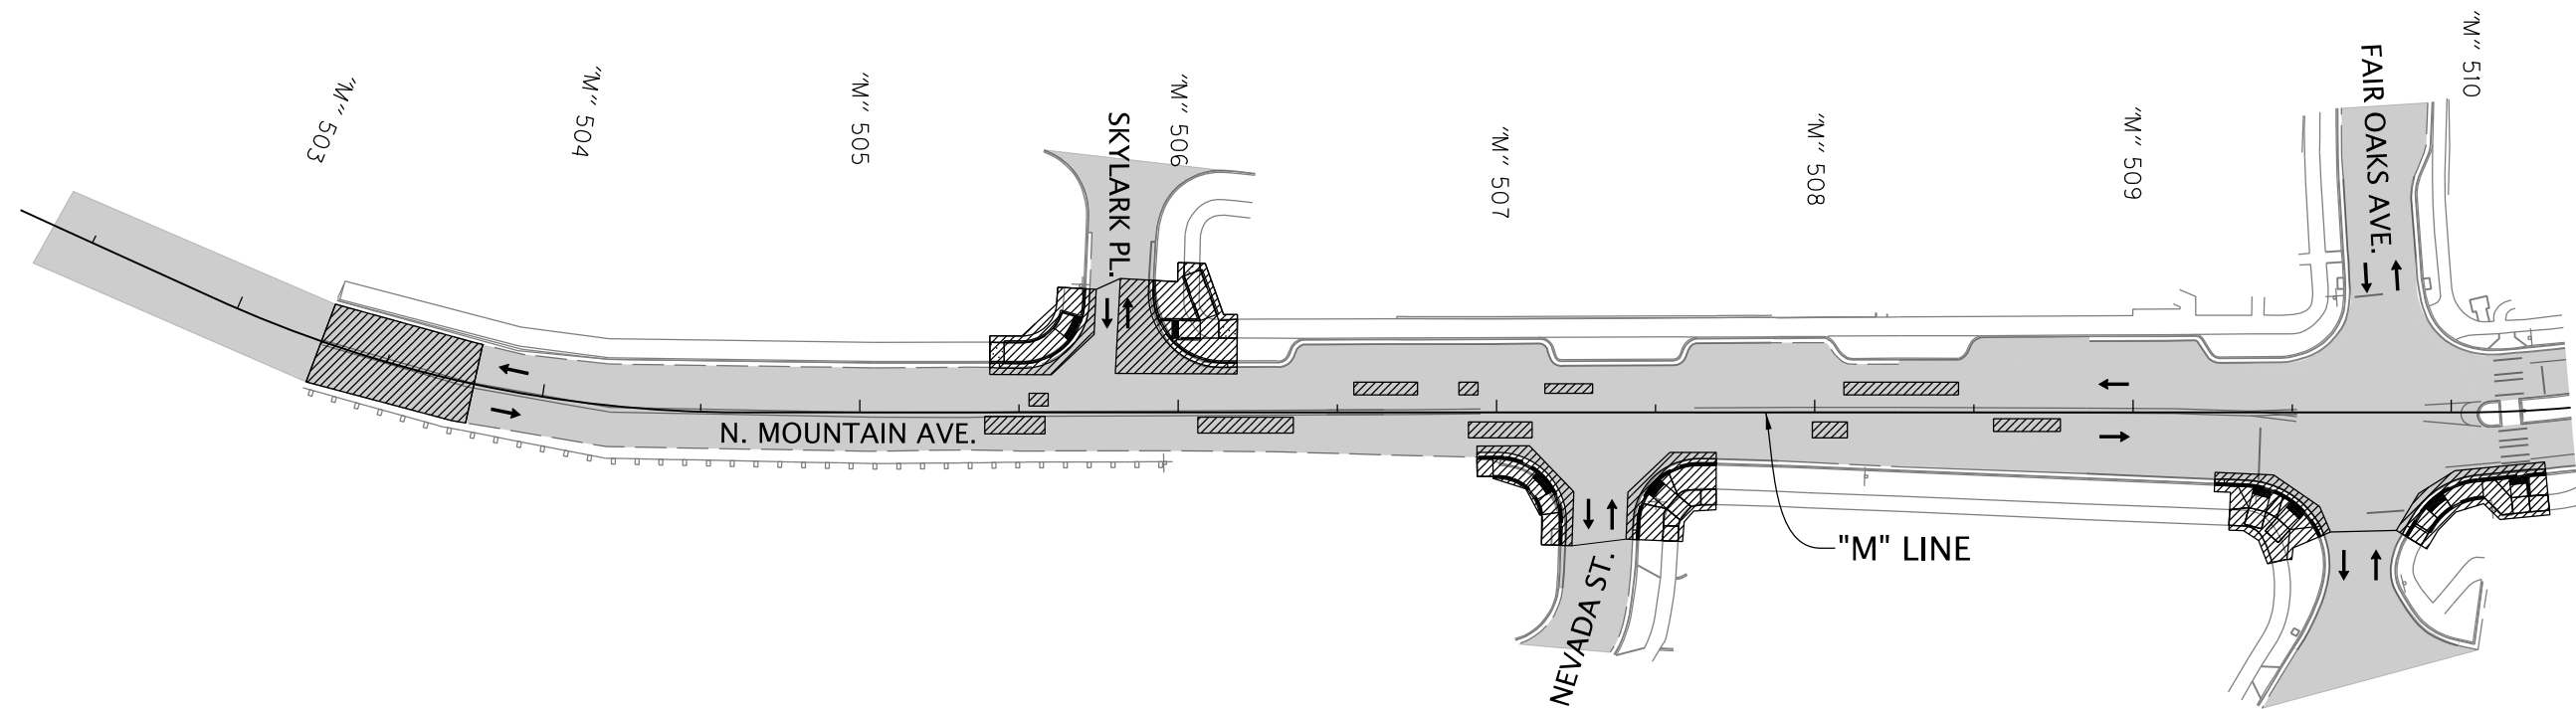 "M" 503
"M" 504
"M" 505
"M" 506
"M" 507
"M" 508
"M" 509
"M" 510
SKYLARK PL.
FAIR OAKS AVE.
N. MOUNTAIN AVE.
"M" LINE
NEVADA ST.